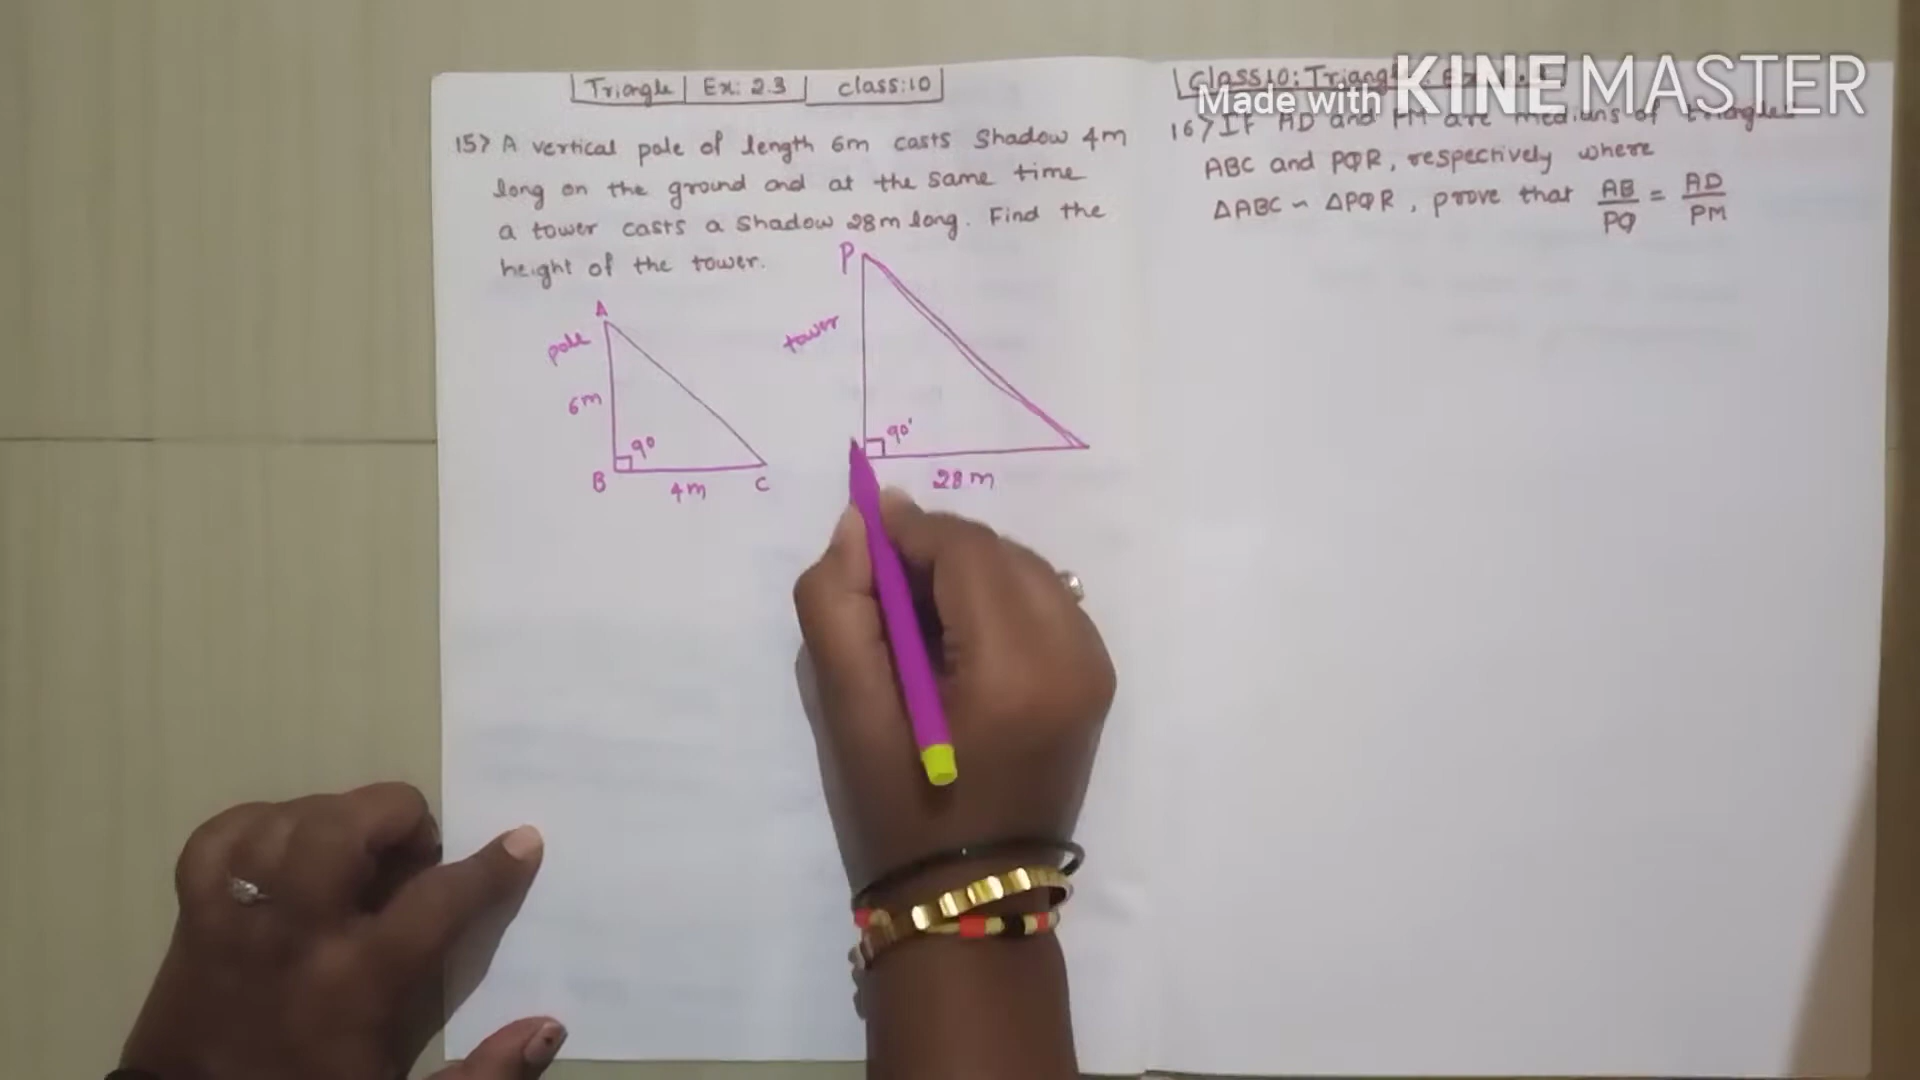 Triangle | Ex: 2.3 | class:10
15> A vertical pole of length 6m casts Shadow 4m
long on the ground and at the same time
a tower casts a Shadow 28m long. Find the
height of the tower.
A
pole
6m
90
B
4m
C
P
tower
90°
28m
Class10: Triangle
Made with KINEMASTER
16> IF AD and PM are medians of triangles
ABC and PQR, respectively where
ΔABC ~ ΔPQR, prove that AB/PQ = AD/PM